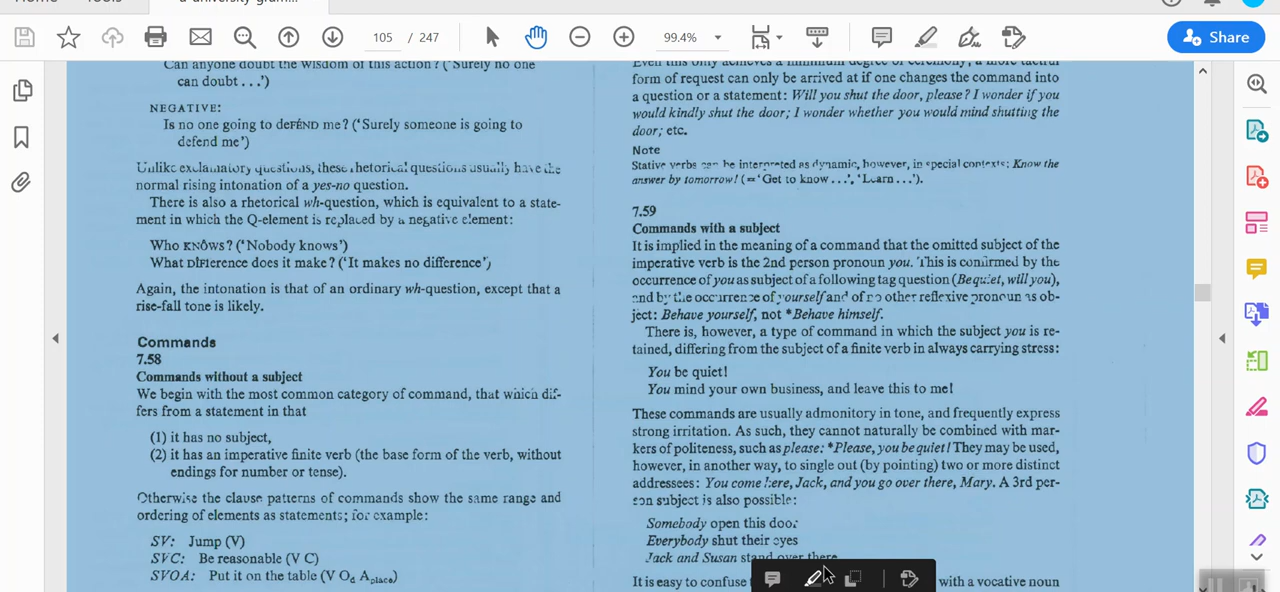 105 / 247
99.4%
Share
Can anyone doubt the wisdom of this action? ('Surely no one
can doubt . . .')
NEGATIVE:
Is no one going to deFÉND me? ('Surely someone is going to
defend me')
Unlike exclamatory questions, these rhetorical questions usually have the
normal rising intonation of a yes-no question.
There is also a rhetorical wh-question, which is equivalent to a state-
ment in which the Q-element is replaced by a negative element:
Who KNÔWS? ('Nobody knows')
What DÎFference does it make? ('It makes no difference')
Again, the intonation is that of an ordinary wh-question, except that a
rise-fall tone is likely.
Commands
7.58
Commands without a subject
We begin with the most common category of command, that which dif-
fers from a statement in that
(1) it has no subject,
(2) it has an imperative finite verb (the base form of the verb, without
endings for number or tense).
Otherwise the clause patterns of commands show the same range and
ordering of elements as statements; for example:
SV: Jump (V)
SVC: Be reasonable (V C)
SVOA: Put it on the table (V Od Aplace)
Even this only achieves a minimum degree of ceremony; a more tactful
form of request can only be arrived at if one changes the command into
a question or a statement: Will you shut the door, please? I wonder if you
would kindly shut the door; I wonder whether you would mind shutting the
door; etc.
Note
Stative verbs can be interpreted as dynamic, however, in special contexts: Know the
answer by tomorrow! (= 'Get to know . . .', 'Learn . . .').
7.59
Commands with a subject
It is implied in the meaning of a command that the omitted subject of the
imperative verb is the 2nd person pronoun you. This is confirmed by the
occurrence of you as subject of a following tag question (Be quiet, will you),
and by the occurrence of yourself and of no other reflexive pronoun as ob-
ject: Behave yourself, not *Behave himself.
There is, however, a type of command in which the subject you is re-
tained, differing from the subject of a finite verb in always carrying stress:
You be quiet!
You mind your own business, and leave this to me!
These commands are usually admonitory in tone, and frequently express
strong irritation. As such, they cannot naturally be combined with mar-
kers of politeness, such as please: *Please, you be quiet! They may be used,
however, in another way, to single out (by pointing) two or more distinct
addressees: You come here, Jack, and you go over there, Mary. A 3rd per-
son subject is also possible:
Somebody open this door
Everybody shut their eyes
Jack and Susan stand over there
It is easy to confuse with a vocative noun